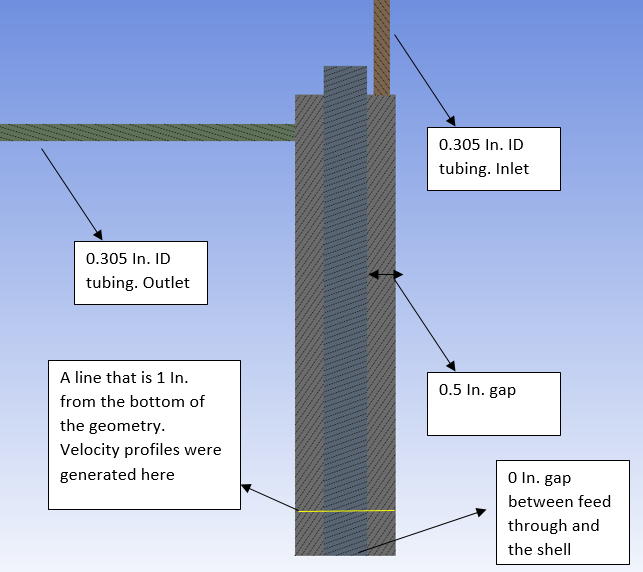 0.305 In. ID
tubing. Inlet
0.305 In. ID
tubing. Outlet
A line that is 1 In.
from the bottom of
the geometry.
Velocity profiles were
generated here
0.5 In. gap
0 In. gap
between feed
through and
the shell